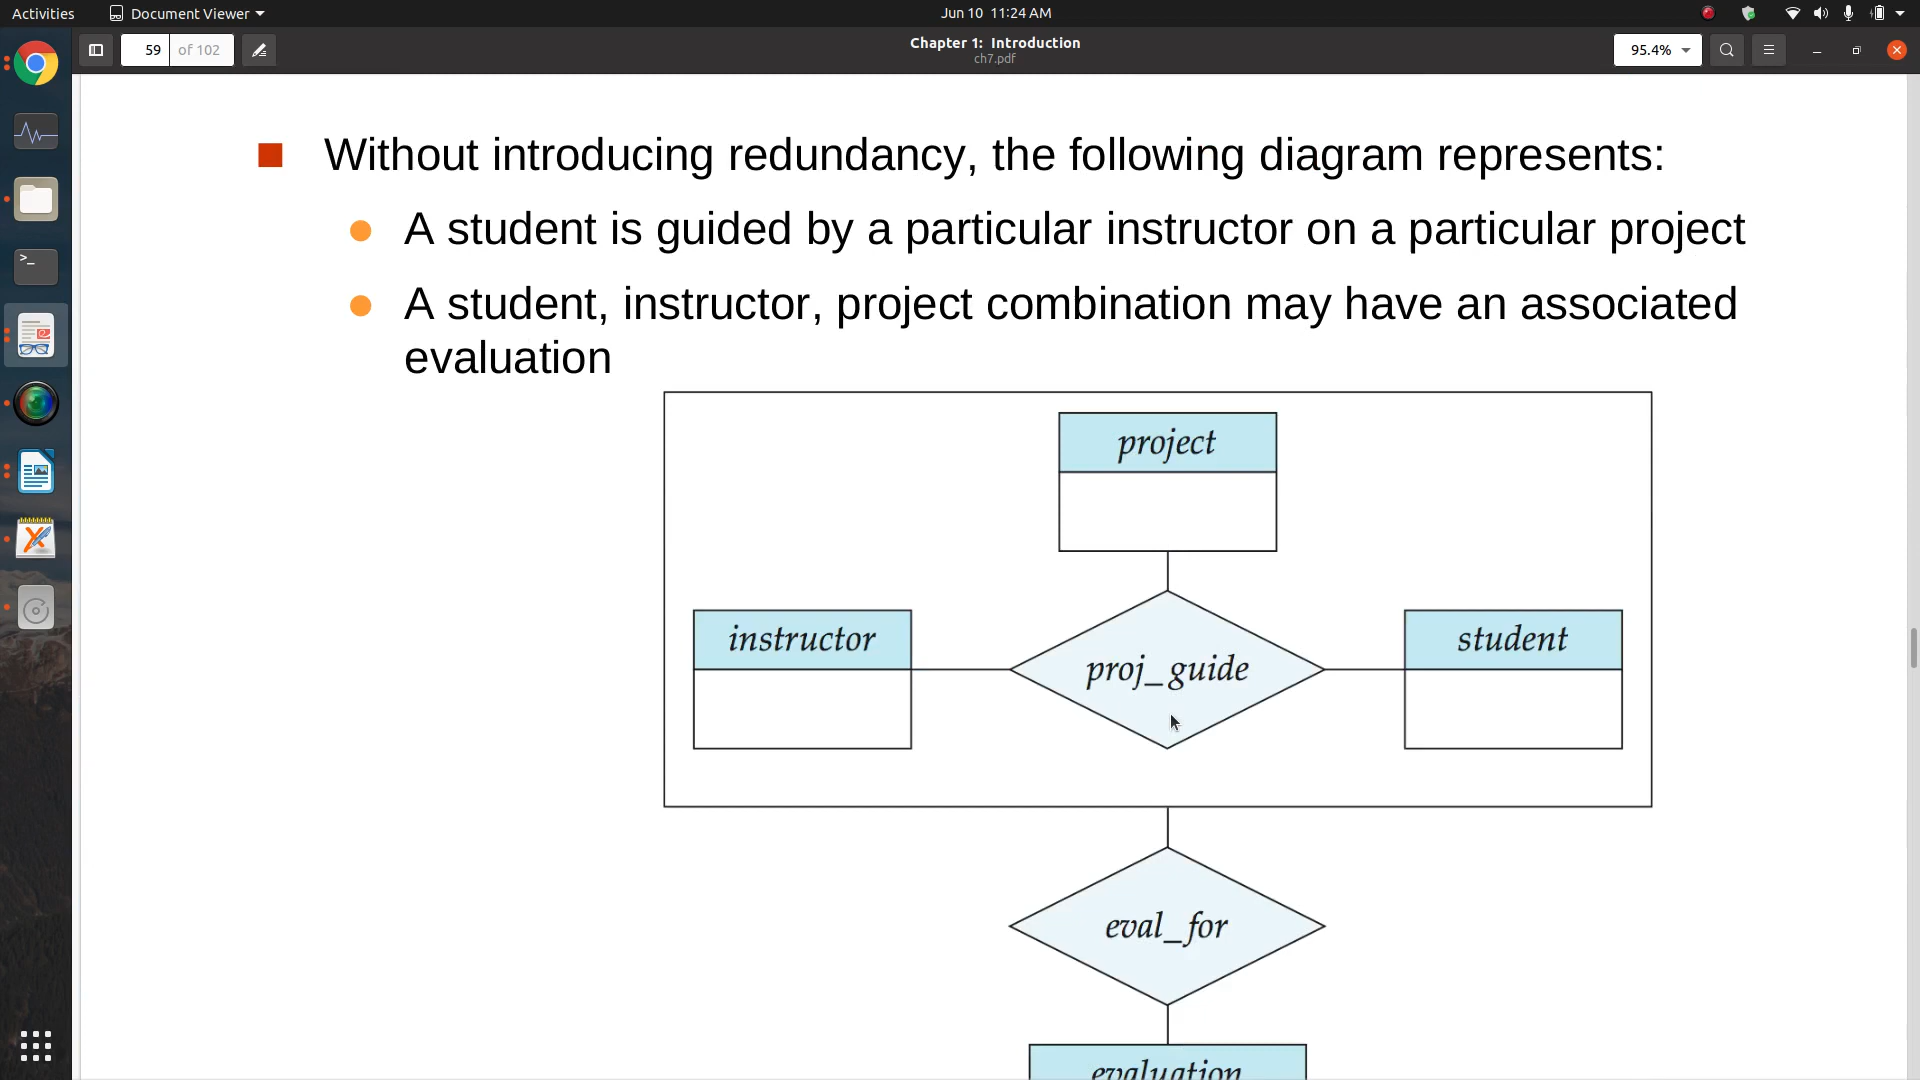 Activities
Document Viewer
Jun 10 11:24 AM
59 of 102
Chapter 1: Introduction
ch7.pdf
95.4%
Without introducing redundancy, the following diagram represents:
A student is guided by a particular instructor on a particular project
A student, instructor, project combination may have an associated
evaluation
project
instructor
proj_guide
student
eval_for
evaluation